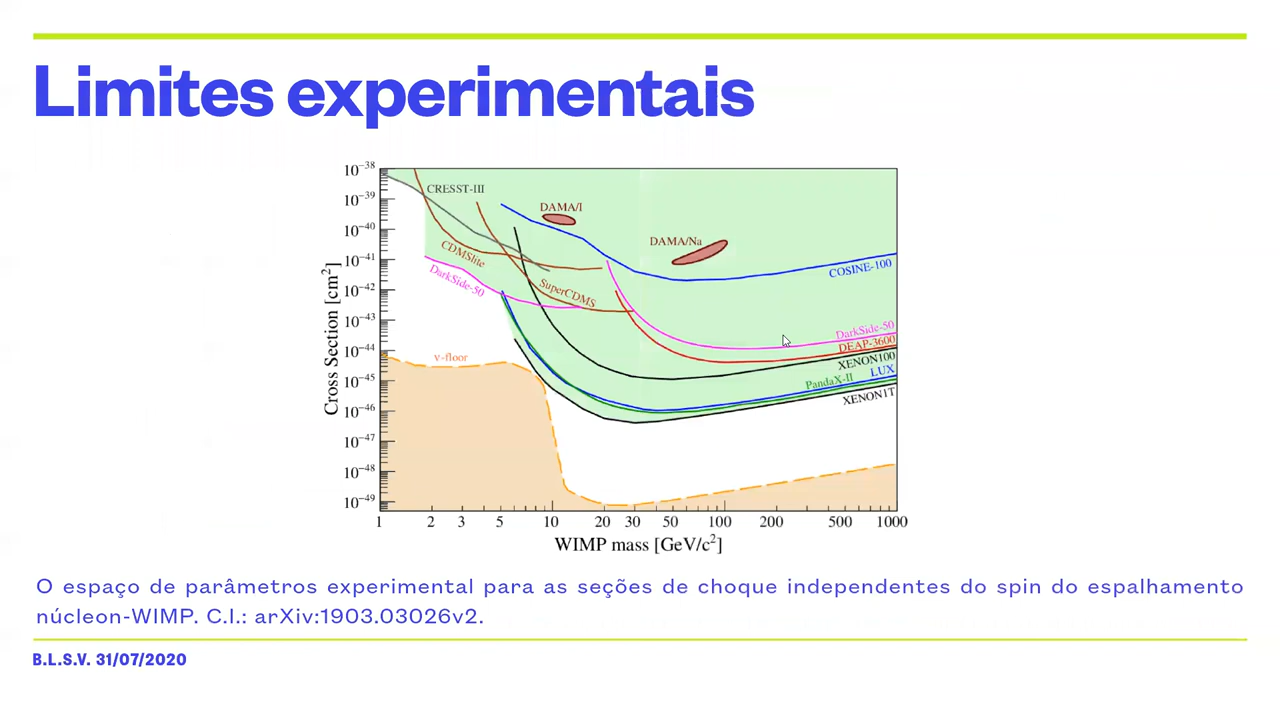 Limites experimentais
10⁻³⁸
10⁻³⁹
10⁻⁴⁰
10⁻⁴¹
10⁻⁴²
10⁻⁴³
10⁻⁴⁴
10⁻⁴⁵
10⁻⁴⁶
10⁻⁴⁷
10⁻⁴⁸
10⁻⁴⁹
Cross Section [cm²]
CRESST-III
DAMA/I
DAMA/Na
CDMSlite
COSINE-100
DarkSide-50
SuperCDMS
DarkSide-50
DEAP-3600
ν-floor
XENON100
LUX
PandaX-II
XENON1T
1 2 3 5 10 20 30 50 100 200 500 1000
WIMP mass [GeV/c²]
O espaço de parâmetros experimental para as seções de choque independentes do spin do espalhamento
núcleon-WIMP. C.I.: arXiv:1903.03026v2.
B.L.S.V. 31/07/2020